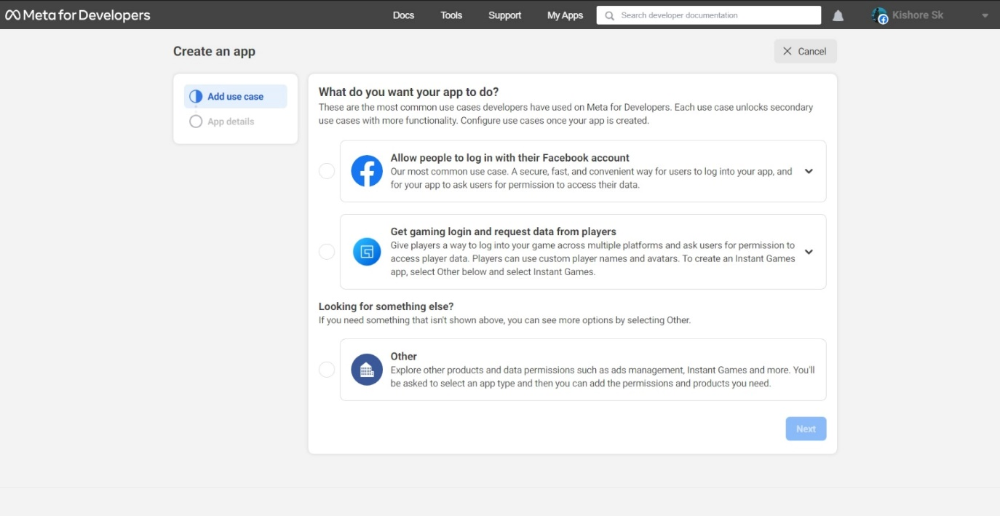 Meta for Developers
Docs
Tools
Support
My Apps
Search developer documentation
Kishore Sk
Create an app
Cancel
Add use case
App details
What do you want your app to do?
These are the most common use cases developers have used on Meta for Developers. Each use case unlocks secondary
use cases with more functionality. Configure use cases once your app is created.
Allow people to log in with their Facebook account
Our most common use case. A secure, fast, and convenient way for users to log into your app, and
for your app to ask users for permission to access their data.
Get gaming login and request data from players
Give players a way to log into your game across multiple platforms and ask users for permission to
access player data. Players can use custom player names and avatars. To create an Instant Games
app, select Other below and select Instant Games.
Looking for something else?
If you need something that isn't shown above, you can see more options by selecting Other.
Other
Explore other products and data permissions such as ads management, Instant Games and more. You'll
be asked to select an app type and then you can add the permissions and products you need.
Next